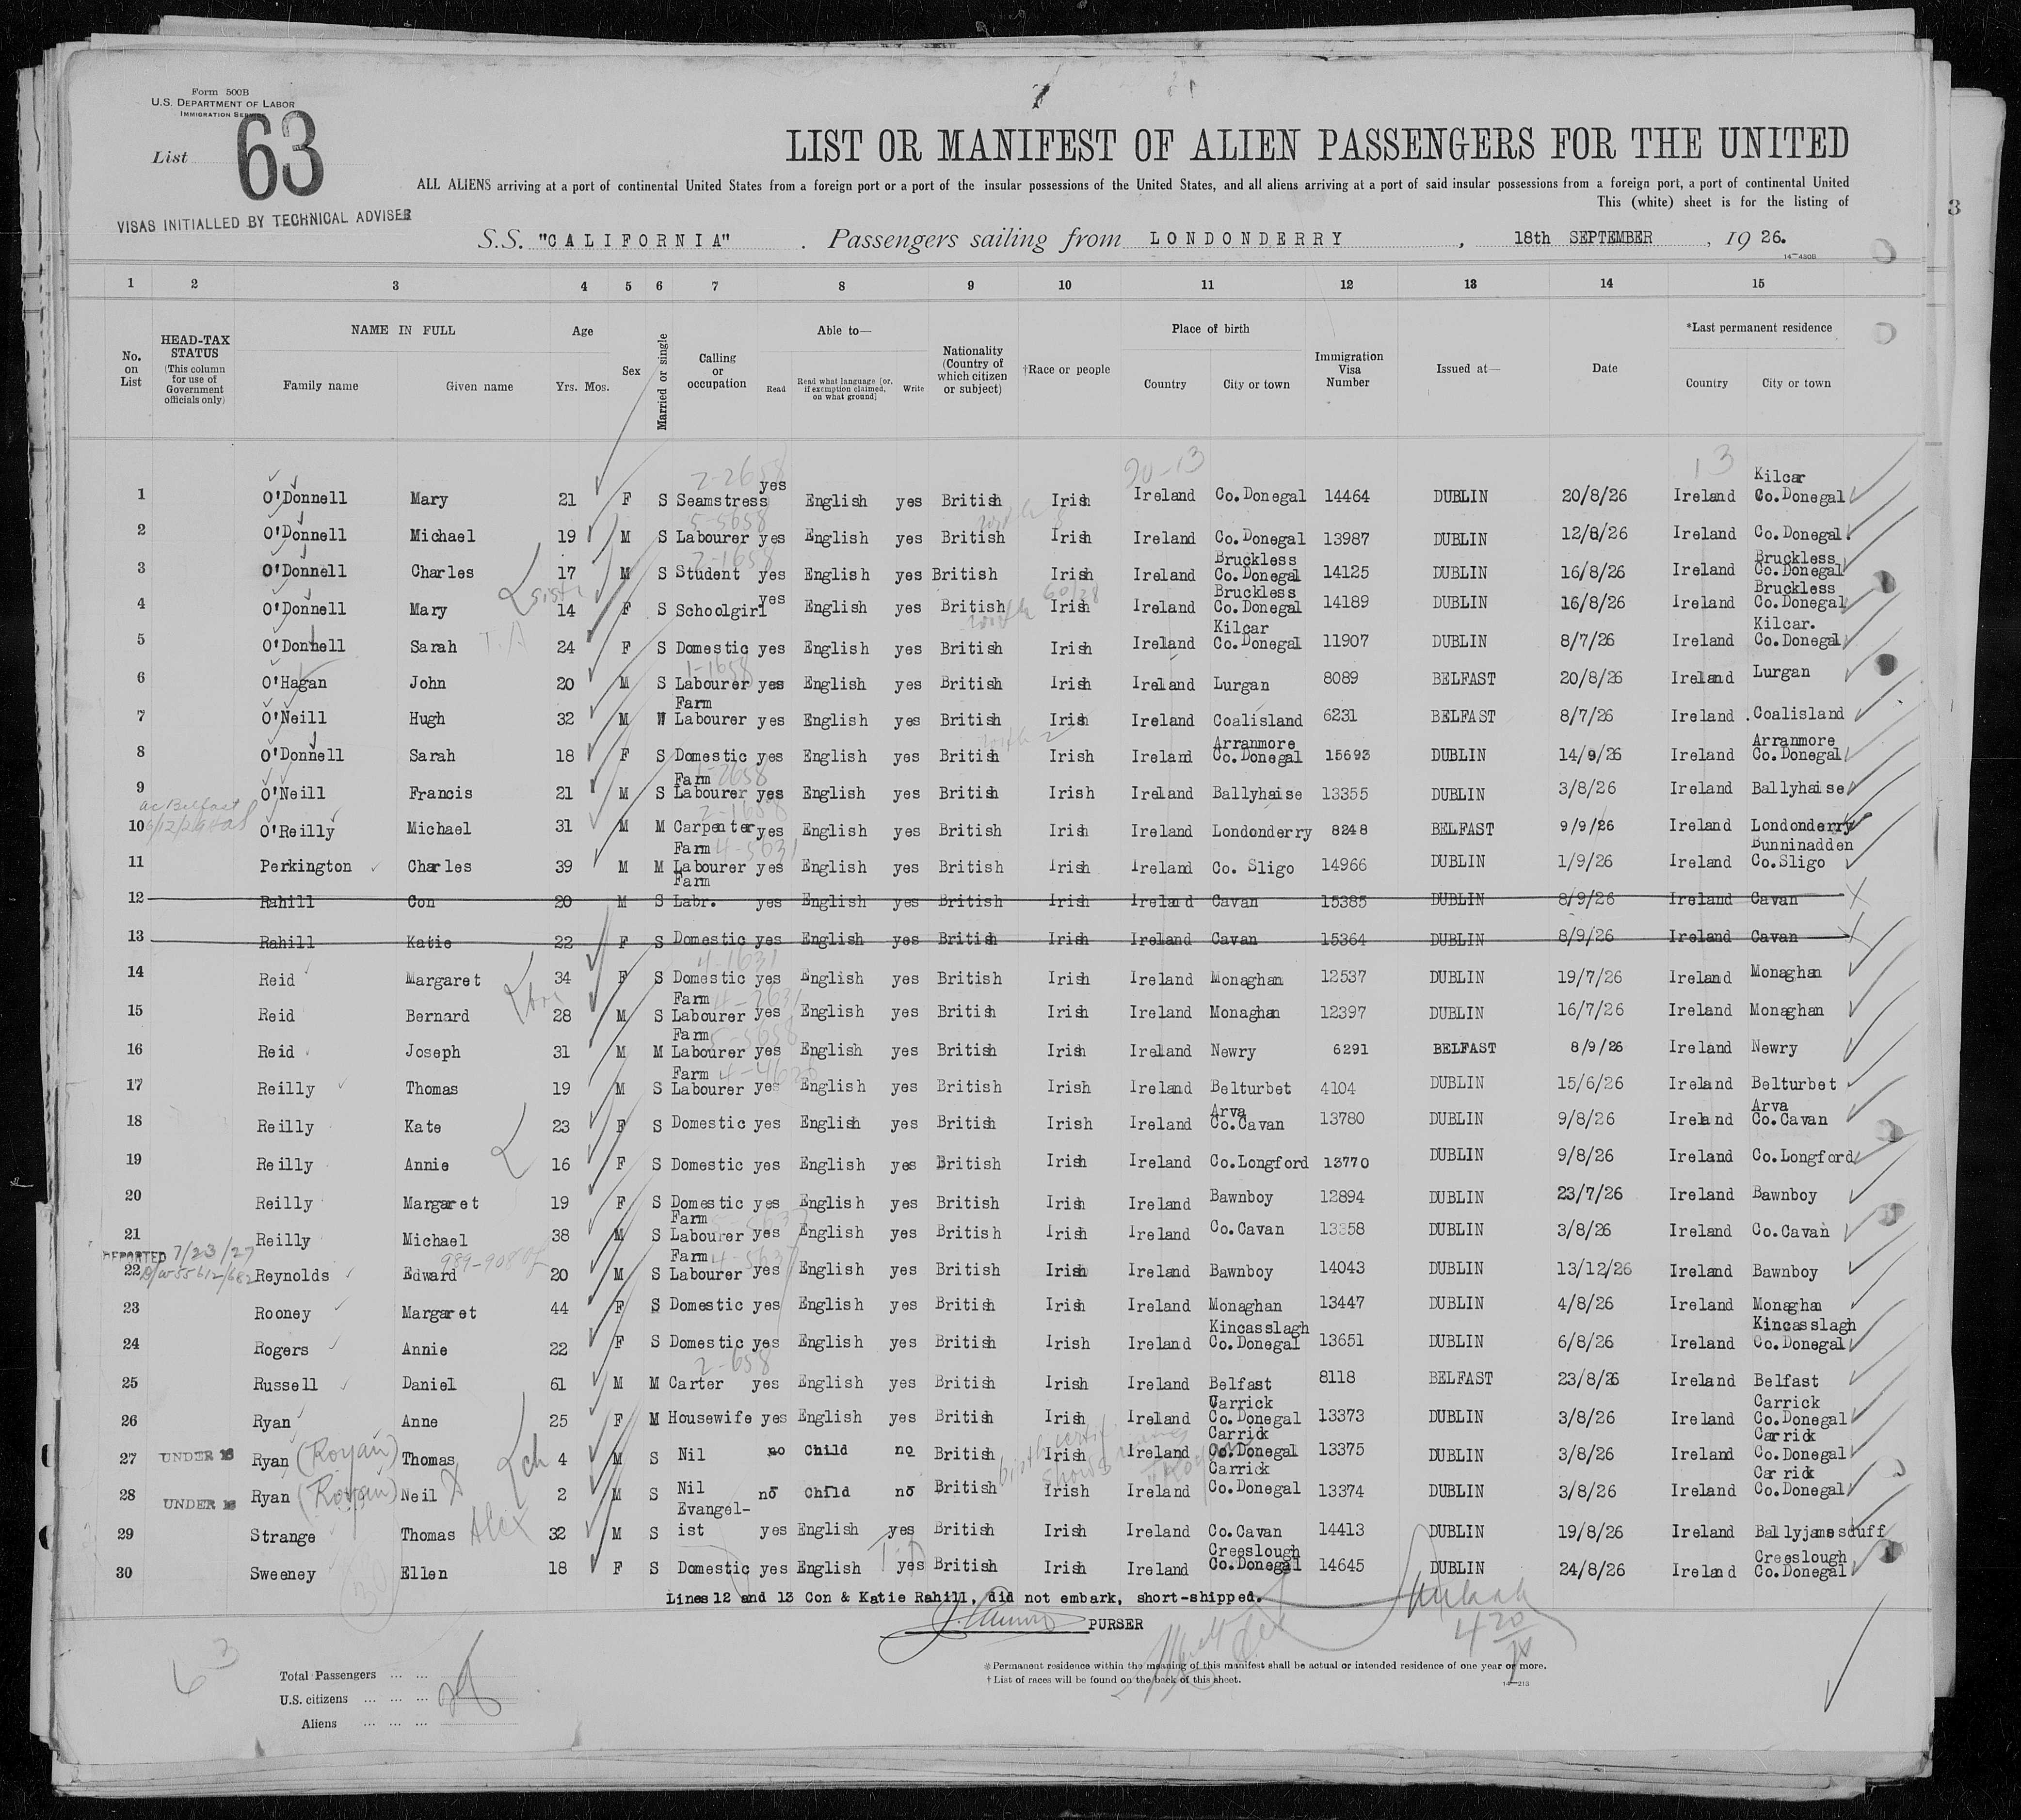 Form 500B
U.S. DEPARTMENT OF LABOR
IMMIGRATION SERVICE
List 63
VISAS INITIALLED BY TECHNICAL ADVISER
LIST OR MANIFEST OF ALIEN PASSENGERS FOR THE UNITED
ALL ALIENS arriving at a port of continental United States from a foreign port or a port of the insular possessions of the United States, and all aliens arriving at a port of said insular possessions from a foreign port, a port of continental United
This (white) sheet is for the listing of
3
S.S. "CALIFORNIA" . Passengers sailing from LONDONDERRY , 18th SEPTEMBER , 19 26.
14—430B
1 2 3 4 5 6 7 8 9 10 11 12 13 14 15
No. on List
HEAD-TAX STATUS (This column for use of Government officials only)
NAME IN FULL
Family name Given name
Age
Yrs. Mos.
Sex
Married or single
Calling or occupation
Able to—
Read
Read what language [or, if exemption claimed, on what ground]
Write
Nationality (Country of which citizen or subject)
†Race or people
Place of birth
Country City or town
Immigration Visa Number
Issued at—
Date
*Last permanent residence
Country City or town
2-2658 20-13 13
1 O'Donnell Mary 21 F S Seamstress yes English yes British Irish Ireland Co.Donegal 14464 DUBLIN 20/8/26 Ireland Kilcar Co.Donegal
5-5658
2 O'Donnell Michael 19 M S Labourer yes English yes British Irish Ireland Co.Donegal 13987 DUBLIN 12/8/26 Ireland Co.Donegal.
2-1658
3 O'Donnell Charles 17 M S Student yes English yes British Irish Ireland Bruckless Co.Donegal 14125 DUBLIN 16/8/26 Ireland Bruckless Co.Donegal
4 O'Donnell Mary 14 F S Schoolgirl yes English yes British Irish Ireland Bruckless Co.Donegal 14189 DUBLIN 16/8/26 Ireland Bruckless Co.Donegal
5 O'Donnell Sarah T.A 24 F S Domestic yes English yes British Irish Ireland Kilcar Co.Donegal 11907 DUBLIN 8/7/26 Ireland Kilcar. Co.Donegal
1-1658
6 O'Hagan John 20 M S Labourer yes English yes British Irish Ireland Lurgan 8089 BELFAST 20/8/26 Ireland Lurgan
7 O'Neill Hugh 32 M W Farm Labourer yes English yes British Irish Ireland Coalisland 6231 BELFAST 8/7/26 Ireland .Coalisland
8 O'Donnell Sarah 18 F S Domestic yes English yes British Irish Ireland Arranmore Co.Donegal 15693 DUBLIN 14/9/26 Ireland Arranmore Co.Donegal
9 O'Neill Francis 21 M S Farm Labourer yes English yes British Irish Ireland Ballyhaise 13355 DUBLIN 3/8/26 Ireland Ballyhaise
2-1658
10 O'Reilly Michael 31 M M Carpenter yes English yes British Irish Ireland Londonderry 8248 BELFAST 9/9/26 Ireland Londonderry
4-5631
11 Perkington Charles 39 M M Farm Labourer yes English yes British Irish Ireland Co. Sligo 14966 DUBLIN 1/9/26 Ireland Bunninadden Co.Sligo
12 Rahill Con 20 M S Farm Labr. yes English yes British Irish Ireland Cavan 15385 DUBLIN 8/9/26 Ireland Cavan
13 Rahill Katie 22 F S Domestic yes English yes British Irish Ireland Cavan 15364 DUBLIN 8/9/26 Ireland Cavan
4-1631
14 Reid Margaret 34 F S Domestic yes English yes British Irish Ireland Monaghan 12537 DUBLIN 19/7/26 Ireland Monaghan
4-2631
15 Reid Bernard 28 M S Farm Labourer yes English yes British Irish Ireland Monaghan 12397 DUBLIN 16/7/26 Ireland Monaghan
5-5658
16 Reid Joseph 31 M M Farm Labourer yes English yes British Irish Ireland Newry 6291 BELFAST 8/9/26 Ireland Newry
17 Reilly Thomas 19 M S Farm Labourer yes English yes British Irish Ireland Belturbet 4104 DUBLIN 15/6/26 Ireland Belturbet
18 Reilly Kate 23 F S Domestic yes English yes British Irish Ireland Arva Co.Cavan 13780 DUBLIN 9/8/26 Ireland Arva Co.Cavan
19 Reilly Annie 16 F S Domestic yes English yes British Irish Ireland Co.Longford 13770 DUBLIN 9/8/26 Ireland Co.Longford
20 Reilly Margaret 19 F S Domestic yes English yes British Irish Ireland Bawnboy 12894 DUBLIN 23/7/26 Ireland Bawnboy
21 Reilly Michael 38 M S Farm Labourer yes English yes British Irish Ireland Co.Cavan 13358 DUBLIN 3/8/26 Ireland Co.Cavan
DEPORTED 7/23/27
22 55612/682 Reynolds Edward 20 M S Farm Labourer yes English yes British Irish Ireland Bawnboy 14043 DUBLIN 13/12/26 Ireland Bawnboy
23 Rooney Margaret 44 F S Domestic yes English yes British Irish Ireland Monaghan 13447 DUBLIN 4/8/26 Ireland Monaghan
24 Rogers Annie 22 F S Domestic yes English yes British Irish Ireland Kincasslagh Co.Donegal 13651 DUBLIN 6/8/26 Ireland Kincasslagh Co.Donegal
2-658
25 Russell Daniel 61 M M Carter yes English yes British Irish Ireland Belfast 8118 BELFAST 23/8/26 Ireland Belfast
26 Ryan Anne 25 F M Housewife yes English yes British Irish Ireland Carrick Co.Donegal 13373 DUBLIN 3/8/26 Ireland Carrick Co.Donegal
27 UNDER 16 Ryan (Royan) Thomas ch 4 M S Nil no Child no British Irish Ireland Carrick Co.Donegal 13375 DUBLIN 3/8/26 Ireland Carrick Co.Donegal
28 UNDER 16 Ryan (Royan) Neil X 2 M S Nil no Child no British Irish Ireland Carrick Co.Donegal 13374 DUBLIN 3/8/26 Ireland Carrick Co.Donegal
29 Strange Thomas Alex 32 M S Evangel- ist yes English yes British Irish Ireland Co.Cavan 14413 DUBLIN 19/8/26 Ireland Ballyjamesduff
30 Sweeney Ellen 18 F S Domestic yes English yes British Irish Ireland Creeslough Co.Donegal 14645 DUBLIN 24/8/26 Ireland Creeslough Co.Donegal
Lines 12 and 13 Con & Katie Rahill, did not embark, short-shipped.
PURSER
63
Total Passengers ... ...
U.S. citizens ... ... ...
Aliens ... ... ...
* Permanent residence within the meaning of this manifest shall be actual or intended residence of one year or more.
† List of races will be found on the back of this sheet.
14—213